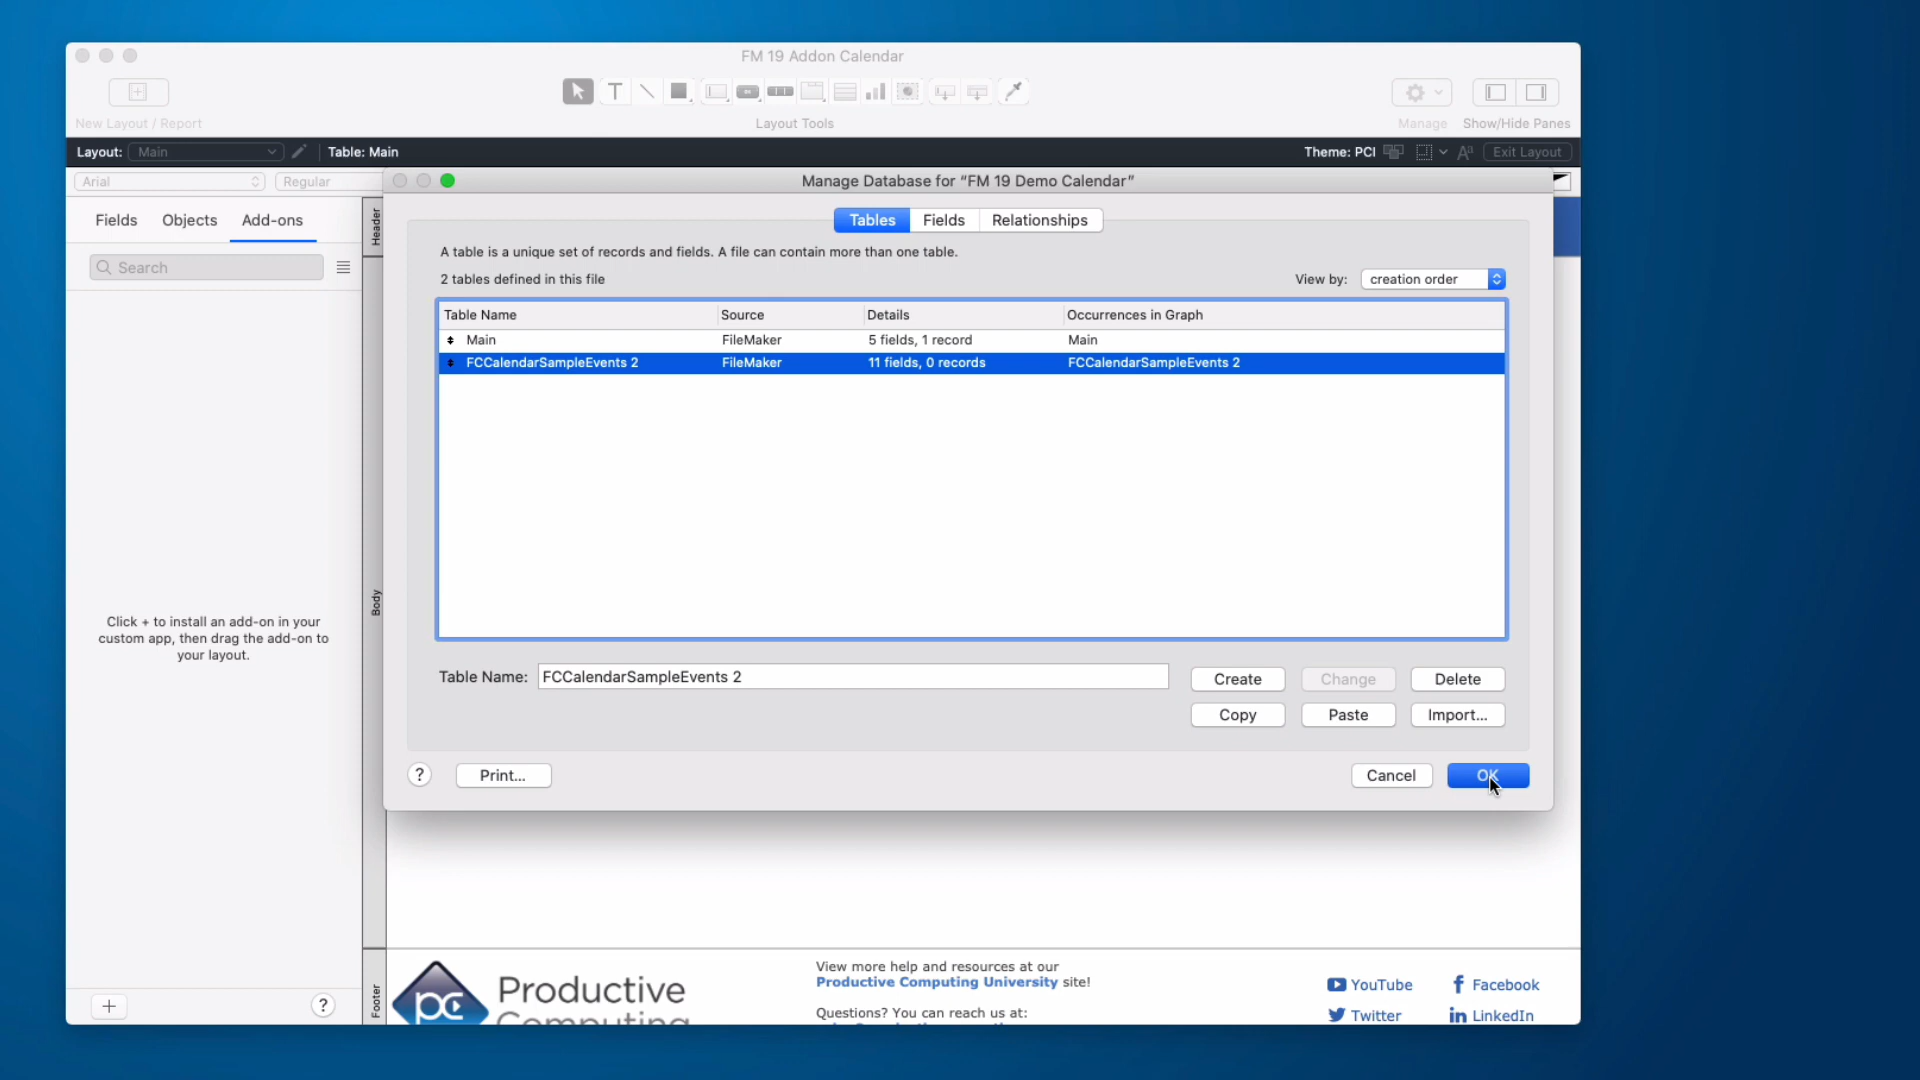 FM 19 Addon Calendar
New Layout / Report
Layout Tools
Manage
Show/Hide Panes
Layout: Main
Table: Main
Theme: PCI
Exit Layout
Arial
Regular
Manage Database for “FM 19 Demo Calendar”
Fields
Objects
Add-ons
Search
Click + to install an add-on in your
custom app, then drag the add-on to
your layout.
?
Header
Body
Footer
Tables
Fields
Relationships
A table is a unique set of records and fields. A file can contain more than one table.
2 tables defined in this file
View by: creation order
Table Name Source Details Occurrences in Graph
Main FileMaker 5 fields, 1 record Main
FCCalendarSampleEvents 2 FileMaker 11 fields, 0 records FCCalendarSampleEvents 2
Table Name: FCCalendarSampleEvents 2
Create
Change
Delete
Copy
Paste
Import...
?
Print...
Cancel
OK
pc
Productive
Computing
View more help and resources at our
Productive Computing University site!
Questions? You can reach us at:
YouTube
Facebook
Twitter
LinkedIn